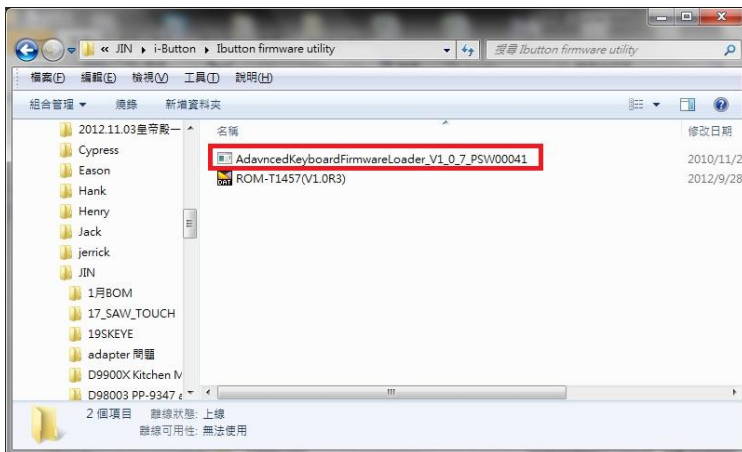 « JIN ▸ i-Button ▸ Ibutton firmware utility
搜尋 Ibutton firmware utility
檔案(F) 編輯(E) 檢視(V) 工具(T) 說明(H)
組合管理 ▼ 燒錄 新增資料夾
2012.11.03皇帝殿一
Cypress
Eason
Hank
Henry
Jack
jerrick
JIN
1月BOM
17_SAW_TOUCH
19SKEYE
adapter 問題
D9900X Kitchen M
D98003 PP-9347
名稱 修改日期
AdavncedKeyboardFirmwareLoader_V1_0_7_PSW00041 2010/11/2
ROM-T1457(V1.0R3) 2012/9/28
2 個項目 離線狀態: 上線
離線可用性: 無法使用